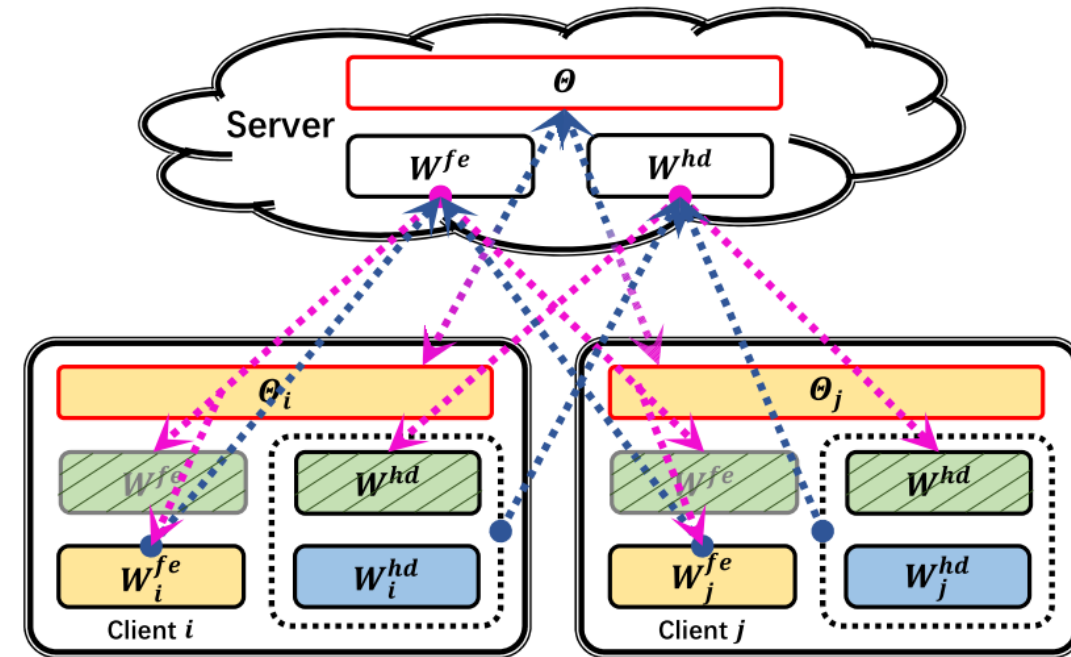 Θ
Server
W^{fe} W^{hd}
Θ_i
W^{fe} W^{hd}
W_i^{fe} W_i^{hd}
Client i
Θ_j
W^{fe} W^{hd}
W_j^{fe} W_j^{hd}
Client j